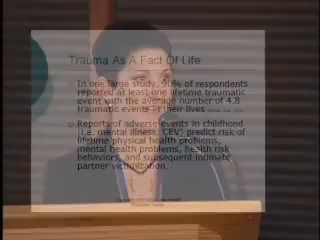 Trauma As A Fact Of Life
In one large study, 90% of respondents
reported at least one lifetime traumatic
event with the average number of 4.8
traumatic events in their lives
Reports of adverse events in childhood
(i.e. mental illness, CEV) predict risk of
lifetime physical health problems,
mental health problems, health risk
behaviors, and subsequent intimate
partner victimization.